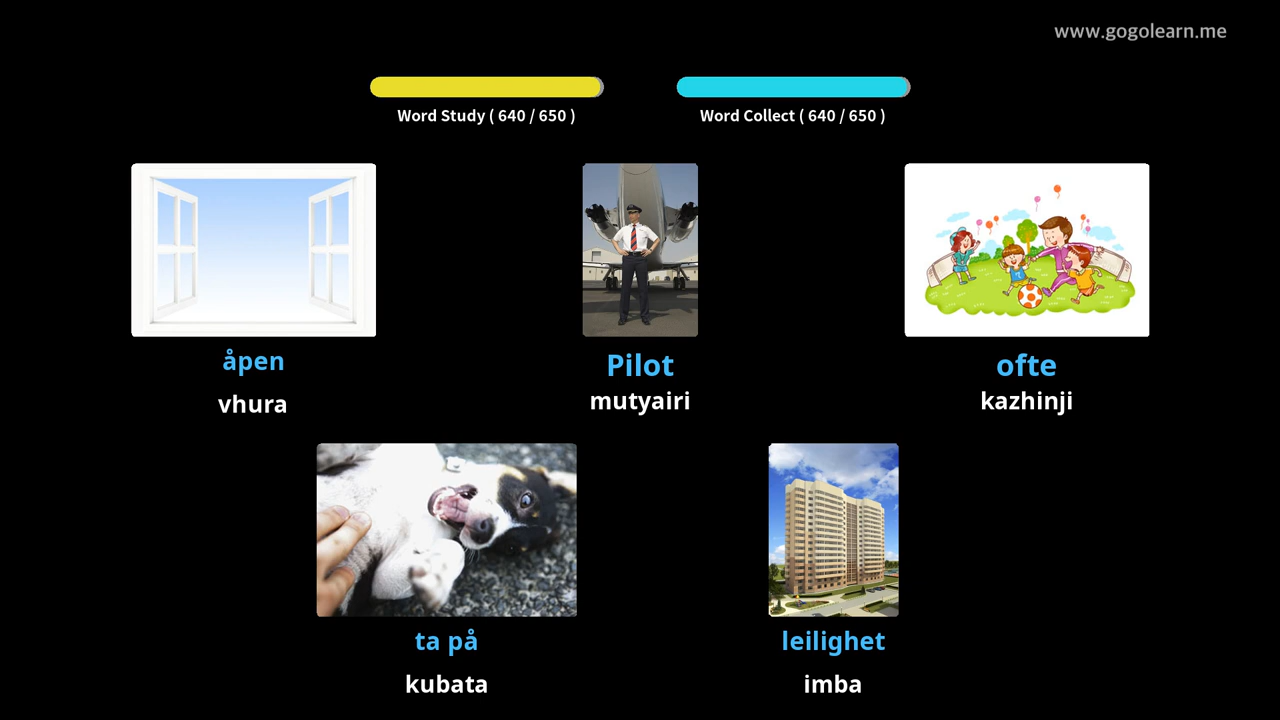 www.gogolearn.me
Word Study ( 640 / 650 )
Word Collect ( 640 / 650 )
åpen
vhura
Pilot
mutyairi
ofte
kazhinji
ta på
kubata
leilighet
imba